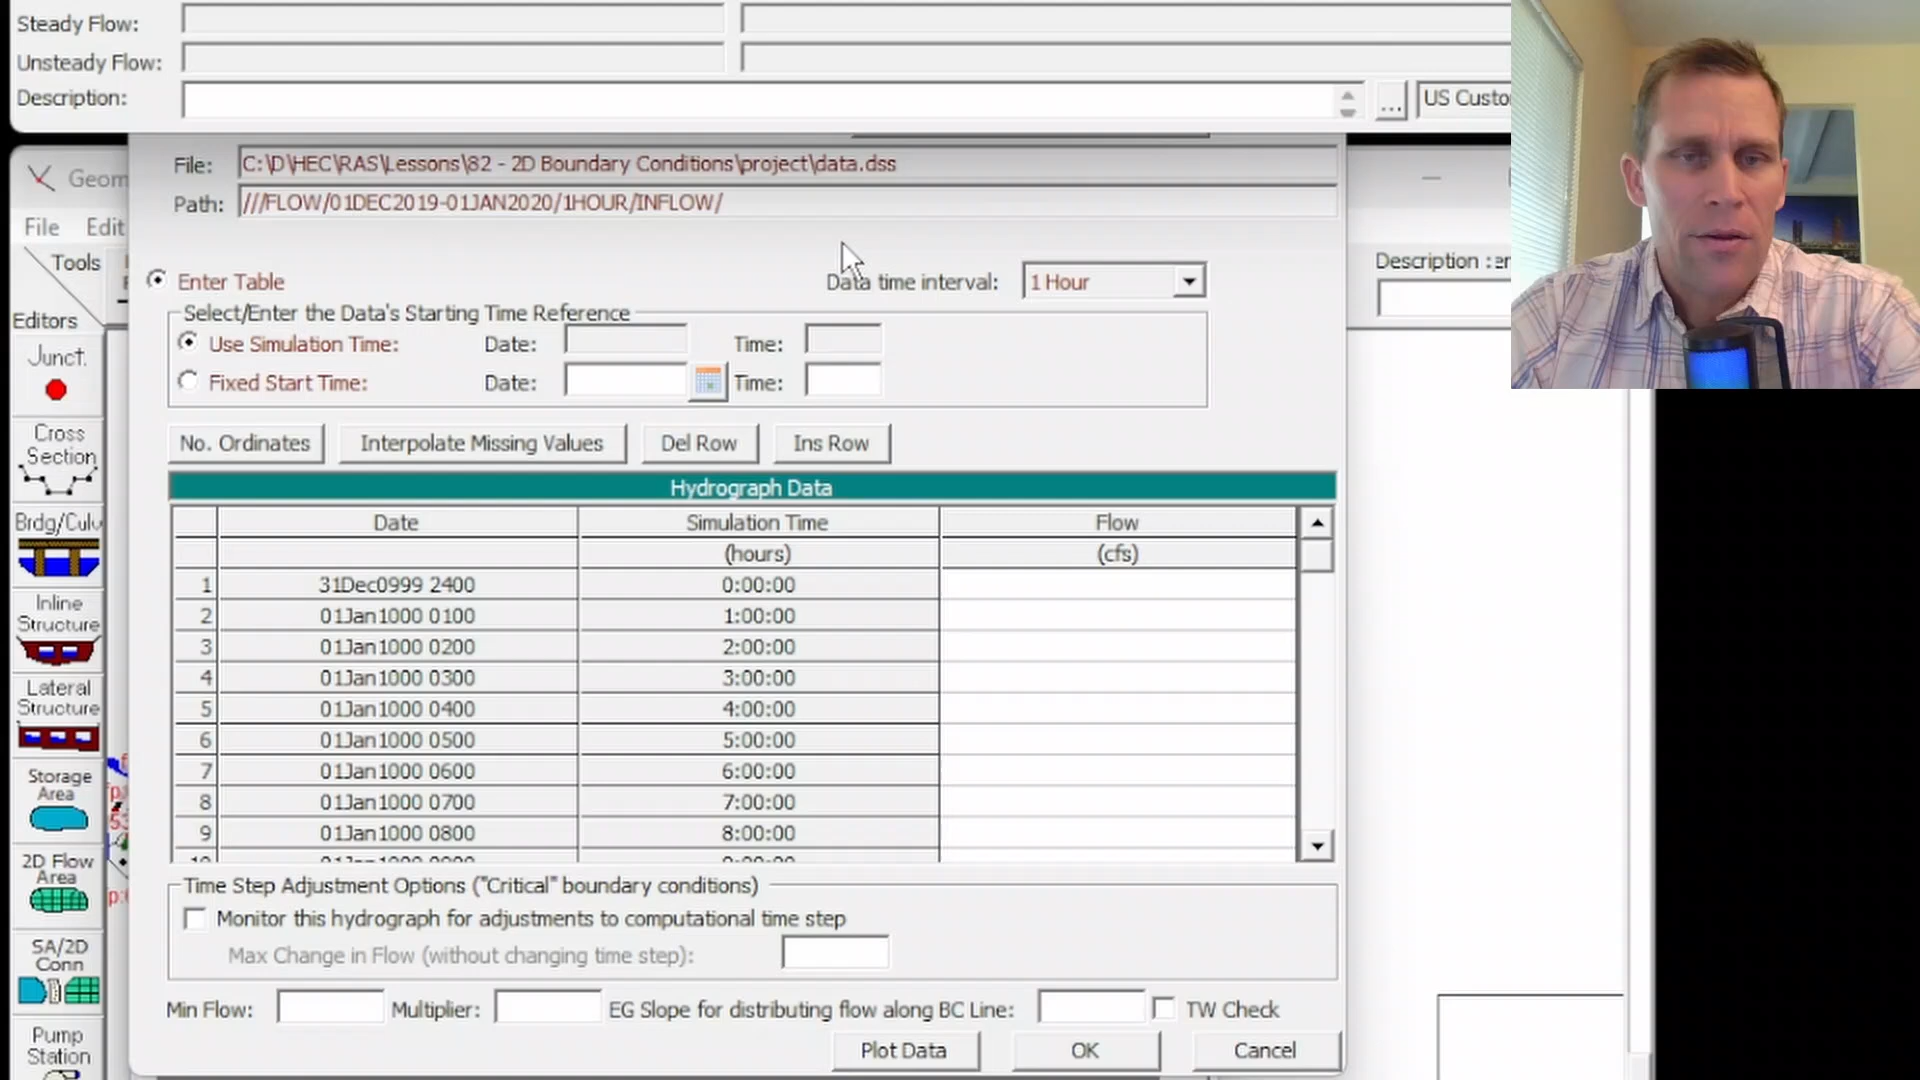 Steady Flow:
Unsteady Flow:
Description:
...
US Custo
File: C:\D\HEC\RAS\Lessons\82 - 2D Boundary Conditions\project\data.dss
Path: ///FLOW/01DEC2019-01JAN2020/1HOUR/INFLOW/
Geom
File Edit
Tools
Description :
Enter Table
Data time interval: 1 Hour
Select/Enter the Data's Starting Time Reference
Use Simulation Time: Date: Time:
Fixed Start Time: Date: Time:
No. Ordinates Interpolate Missing Values Del Row Ins Row
Hydrograph Data
Date Simulation Time Flow
(hours) (cfs)
1 31Dec0999 2400 0:00:00
2 01Jan1000 0100 1:00:00
3 01Jan1000 0200 2:00:00
4 01Jan1000 0300 3:00:00
5 01Jan1000 0400 4:00:00
6 01Jan1000 0500 5:00:00
7 01Jan1000 0600 6:00:00
8 01Jan1000 0700 7:00:00
9 01Jan1000 0800 8:00:00
10 01Jan1000 0900 9:00:00
Time Step Adjustment Options ("Critical" boundary conditions)
Monitor this hydrograph for adjustments to computational time step
Max Change in Flow (without changing time step):
Min Flow: Multiplier: EG Slope for distributing flow along BC Line: TW Check
Plot Data OK Cancel
Editors
Junct.
Cross
Section
Brdg/Culv
Inline
Structure
Lateral
Structure
Storage
Area
2D Flow
Area
SA/2D
Conn
Pump
Station